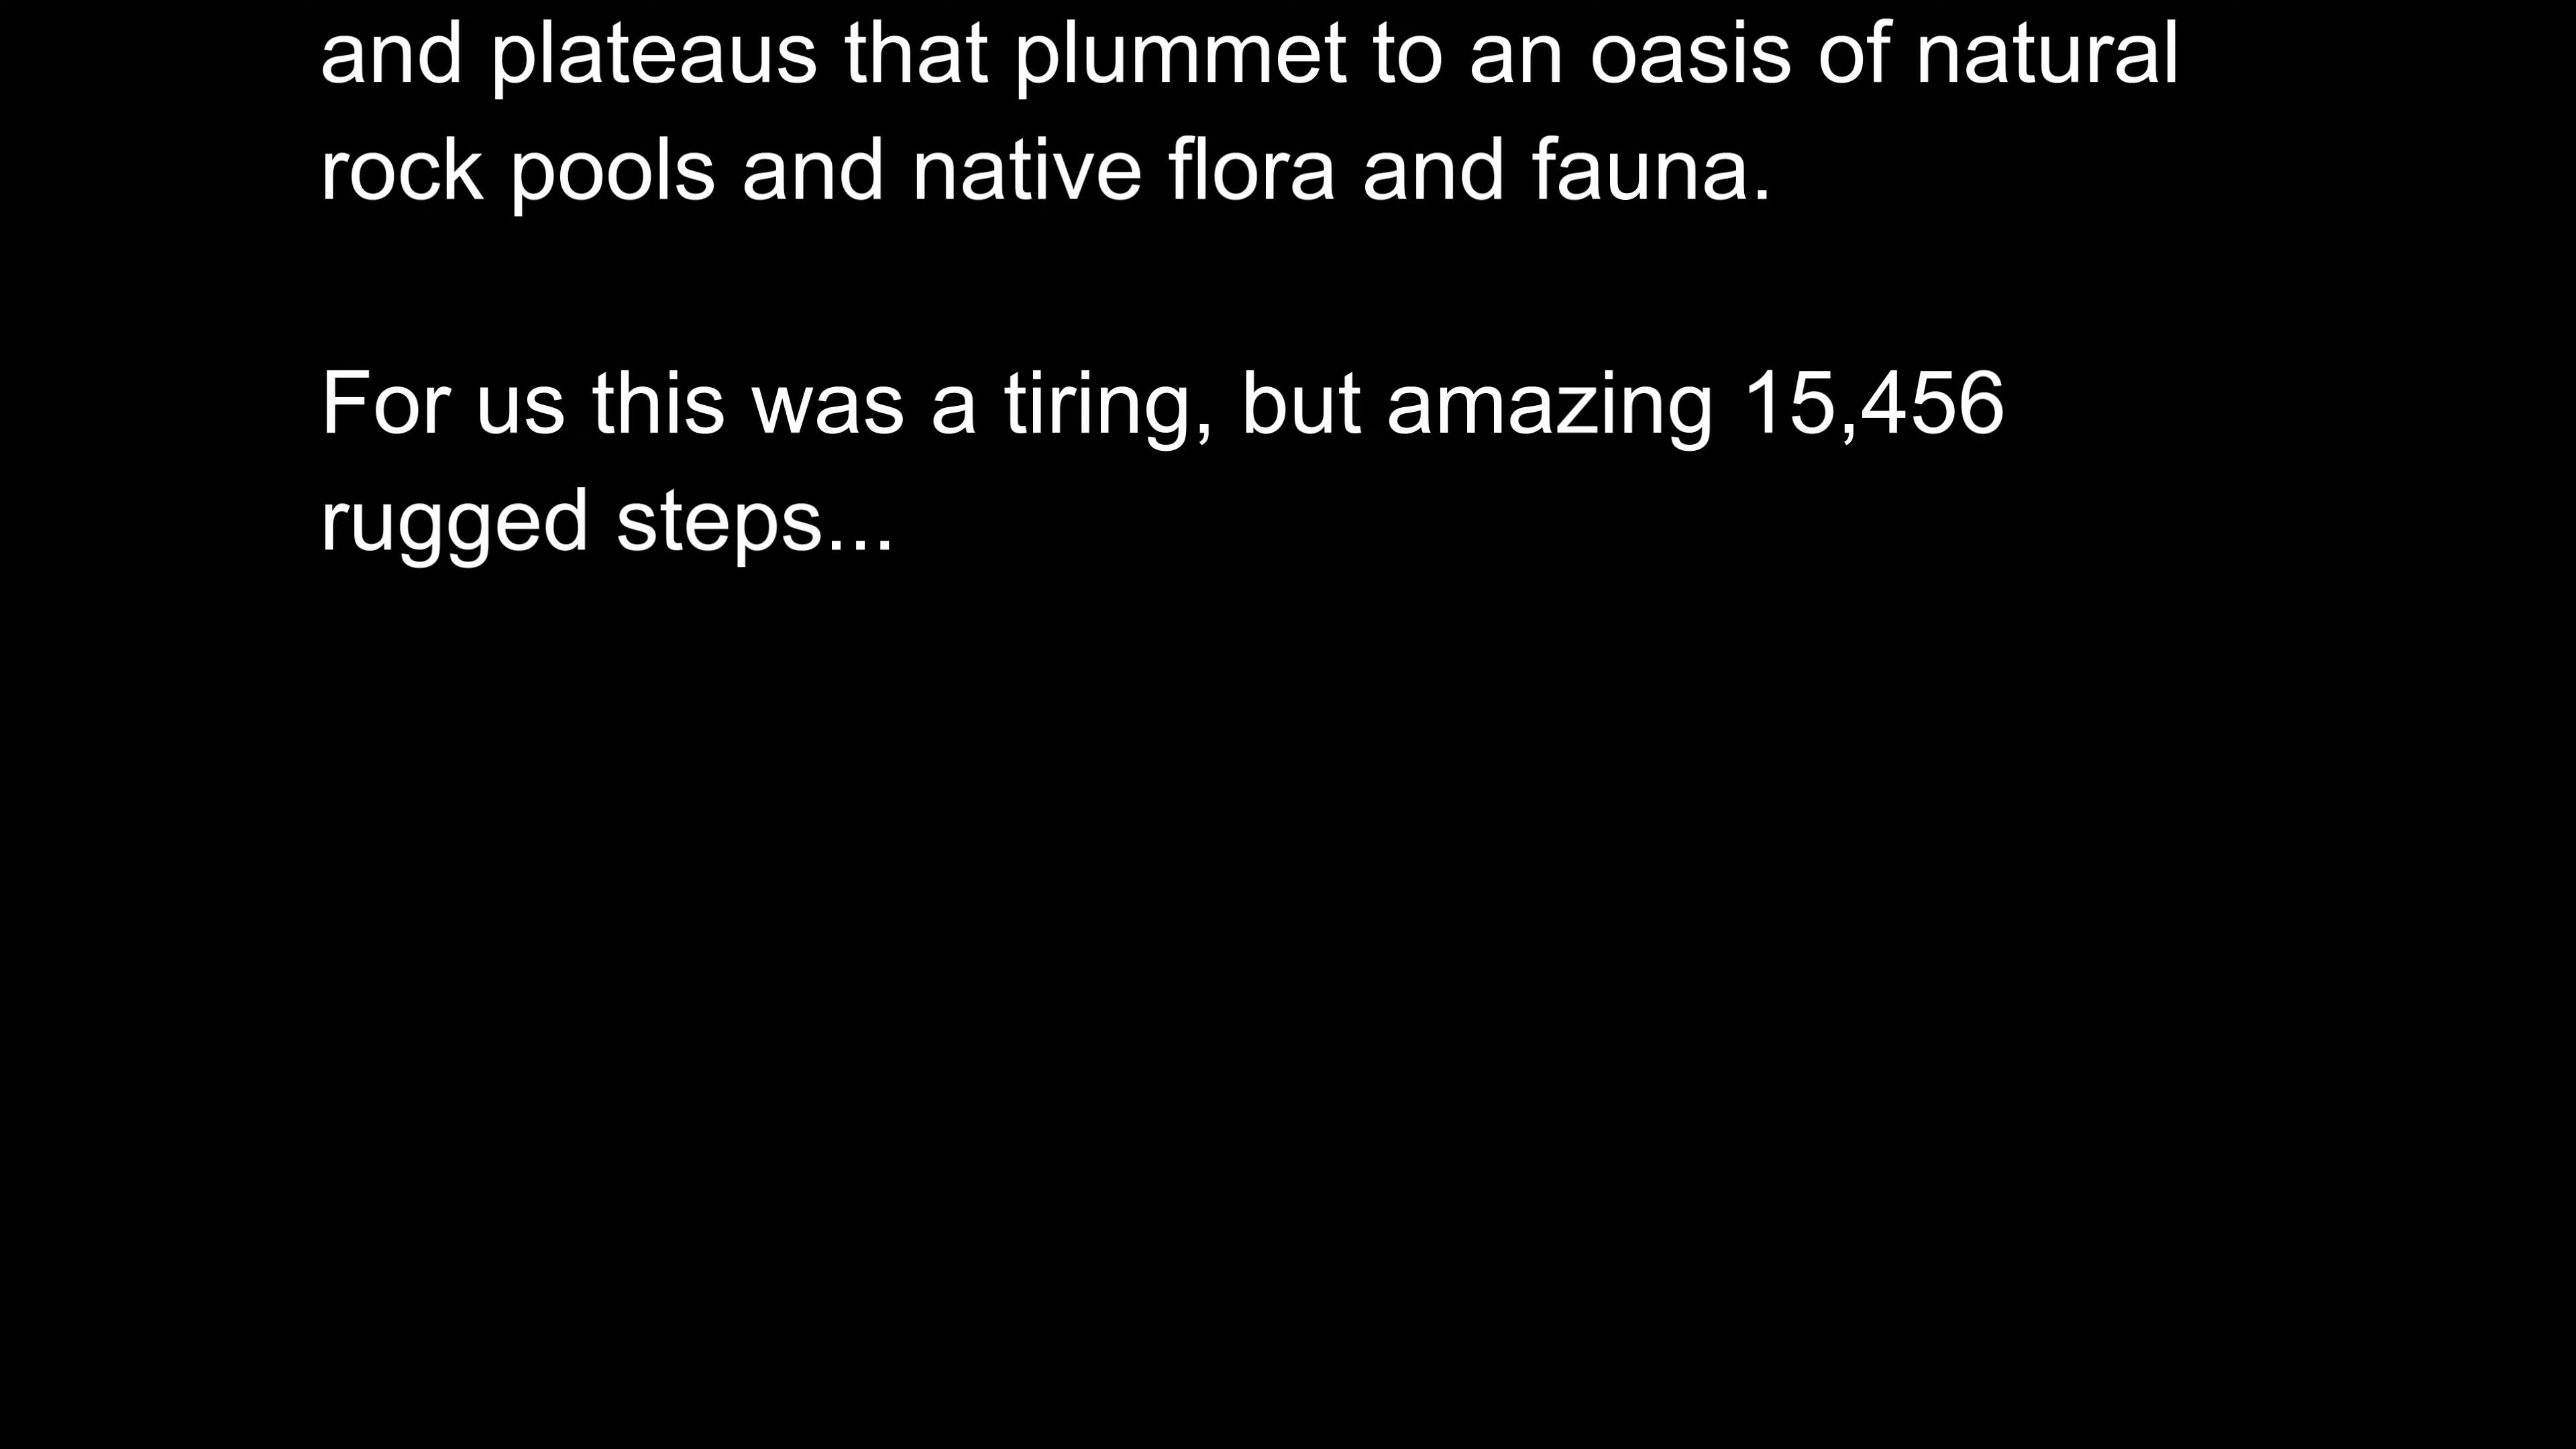 and plateaus that plummet to an oasis of natural
rock pools and native flora and fauna.
For us this was a tiring, but amazing 15,456
rugged steps...